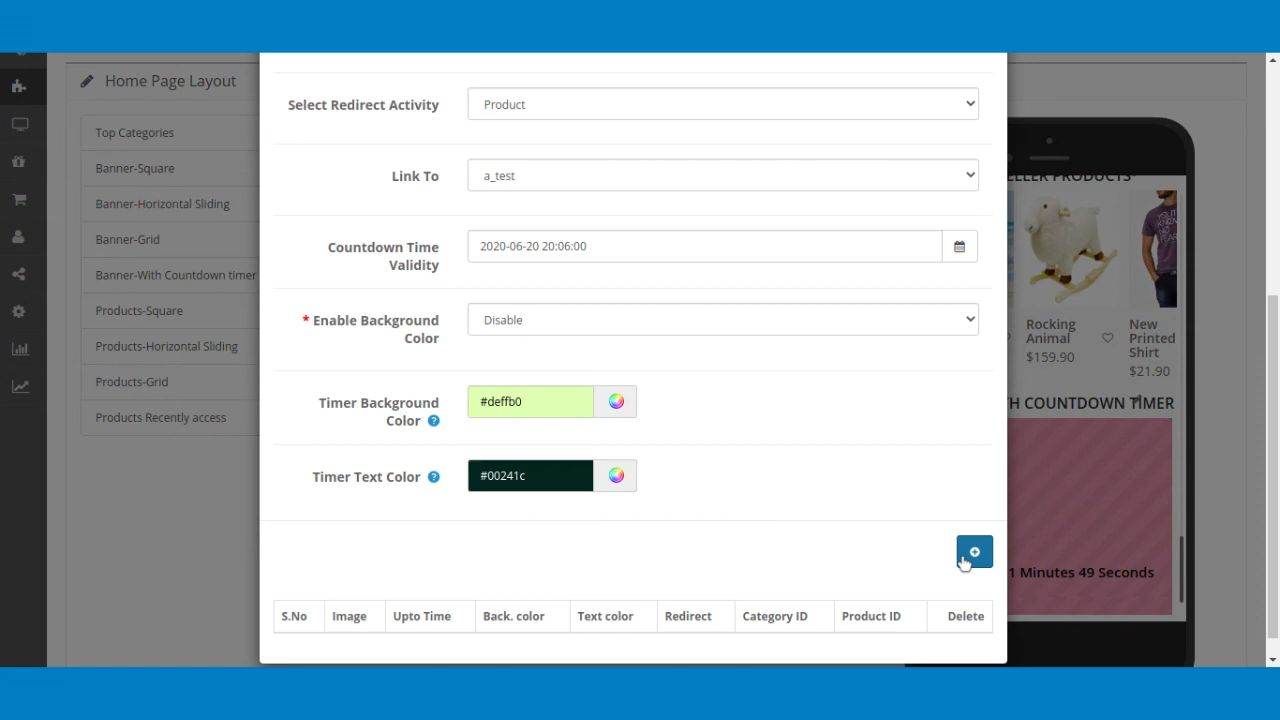 Home Page Layout
Top Categories
Banner-Square
Banner-Horizontal Sliding
Banner-Grid
Banner-With Countdown timer
Products-Square
Products-Horizontal Sliding
Products-Grid
Products Recently access
Select Redirect Activity
Product
Link To
a_test
Countdown Time
Validity
2020-06-20 20:06:00
* Enable Background
Color
Disable
Timer Background
Color
#deffb0
Timer Text Color
#00241c
S.No
Image
Upto Time
Back. color
Text color
Redirect
Category ID
Product ID
Delete
PRODUCTS
Rocking
Animal
$159.90
New
Printed
Shirt
$21.90
COUNTDOWN TIMER
1 Minutes 49 Seconds